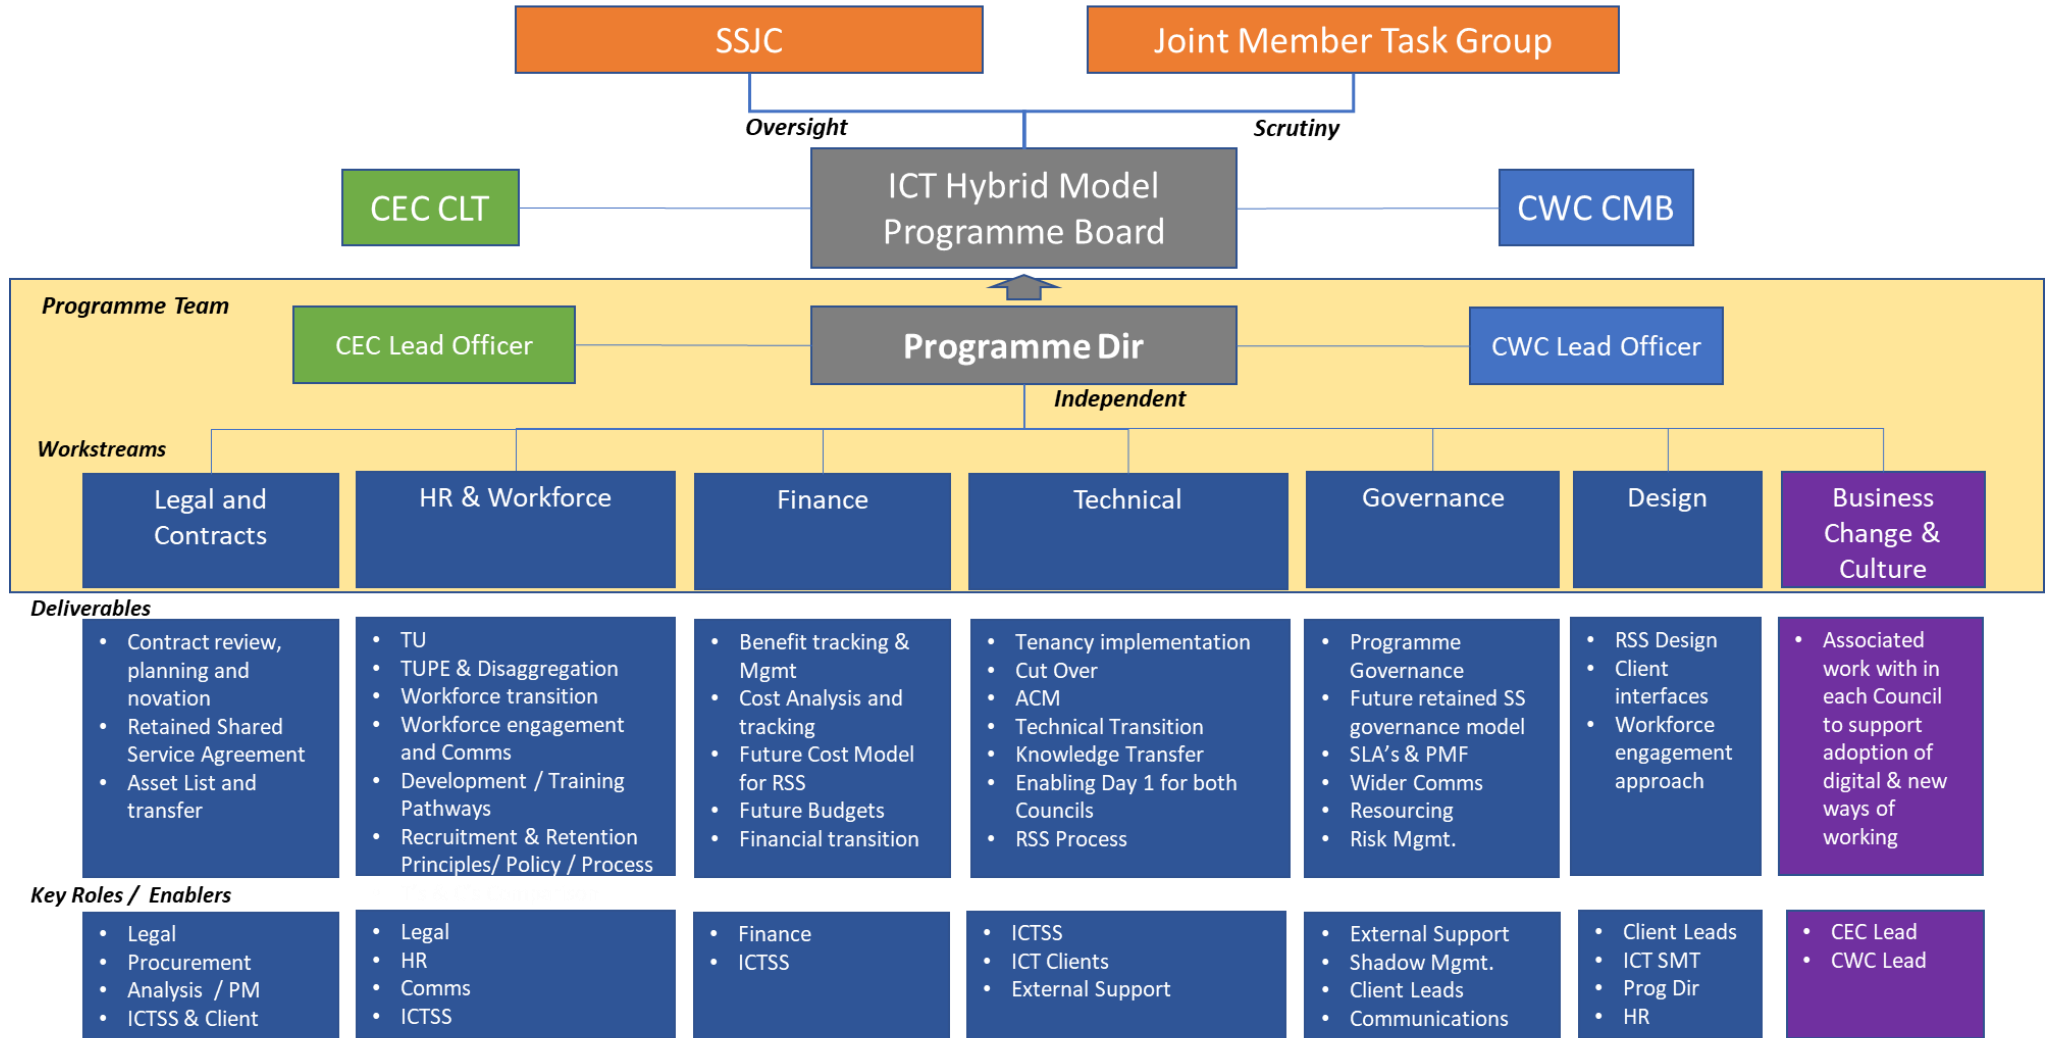 SSJC
Joint Member Task Group
Oversight
Scrutiny
CEC CLT
ICT Hybrid Model
Programme Board
CWC CMB
Programme Team
CEC Lead Officer
Programme Dir
CWC Lead Officer
Independent
Workstreams
Legal and
Contracts
HR & Workforce
Finance
Technical
Governance
Design
Business
Change &
Culture
Deliverables
• Contract review,
planning and
novation
• Retained Shared
Service Agreement
• Asset List and
transfer
• TU
• TUPE & Disaggregation
• Workforce transition
• Workforce engagement
and Comms
• Development / Training
Pathways
• Recruitment & Retention
Principles/ Policy / Process
• Benefit tracking &
Mgmt
• Cost Analysis and
tracking
• Future Cost Model
for RSS
• Future Budgets
• Financial transition
• Tenancy implementation
• Cut Over
• ACM
• Technical Transition
• Knowledge Transfer
• Enabling Day 1 for both
Councils
• RSS Process
• Programme
Governance
• Future retained SS
governance model
• SLA's & PMF
• Wider Comms
• Resourcing
• Risk Mgmt.
• RSS Design
• Client
interfaces
• Workforce
engagement
approach
• Associated
work with in
each Council
to support
adoption of
digital & new
ways of
working
Key Roles / Enablers
• Legal
• Procurement
• Analysis / PM
• ICTSS & Client
• Legal
• HR
• Comms
• ICTSS
• Finance
• ICTSS
• ICTSS
• ICT Clients
• External Support
• External Support
• Shadow Mgmt.
• Client Leads
• Communications
• Client Leads
• ICT SMT
• Prog Dir
• HR
• CEC Lead
• CWC Lead